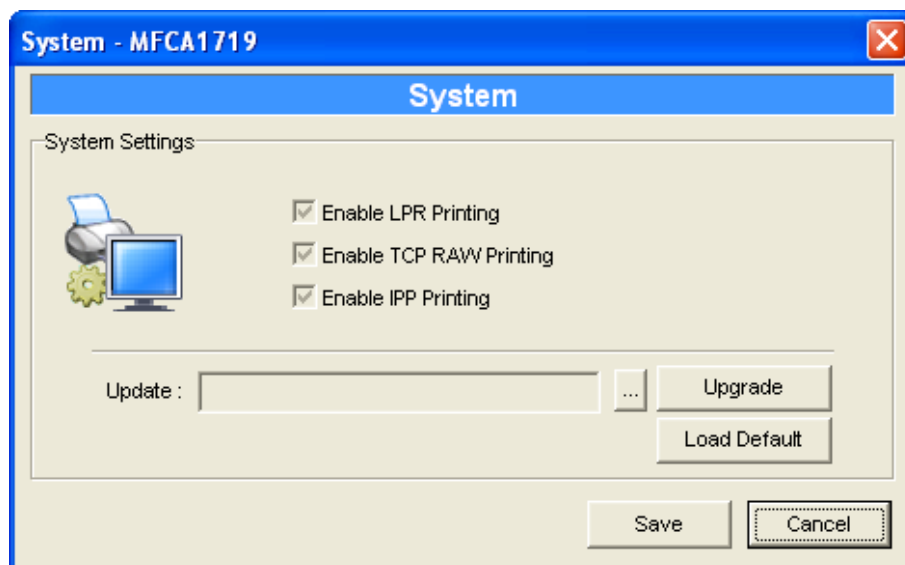 System - MFCA1719
System
System Settings
Enable LPR Printing
Enable TCP RAW Printing
Enable IPP Printing
Update : ... Upgrade
Load Default
Save Cancel